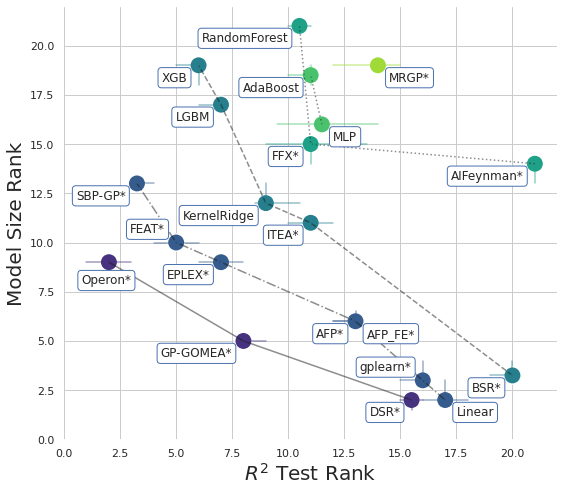 RandomForest
XGB
AdaBoost
MRGP*
LGBM
MLP
FFX*
AIFeynman*
SBP-GP*
KernelRidge
FEAT*
ITEA*
EPLEX*
Operon*
AFP*
AFP_FE*
GP-GOMEA*
gplearn*
BSR*
DSR*
Linear
Model Size Rank
20.0
17.5
15.0
12.5
10.0
7.5
5.0
2.5
0.0
0.0 2.5 5.0 7.5 10.0 12.5 15.0 17.5 20.0
R² Test Rank